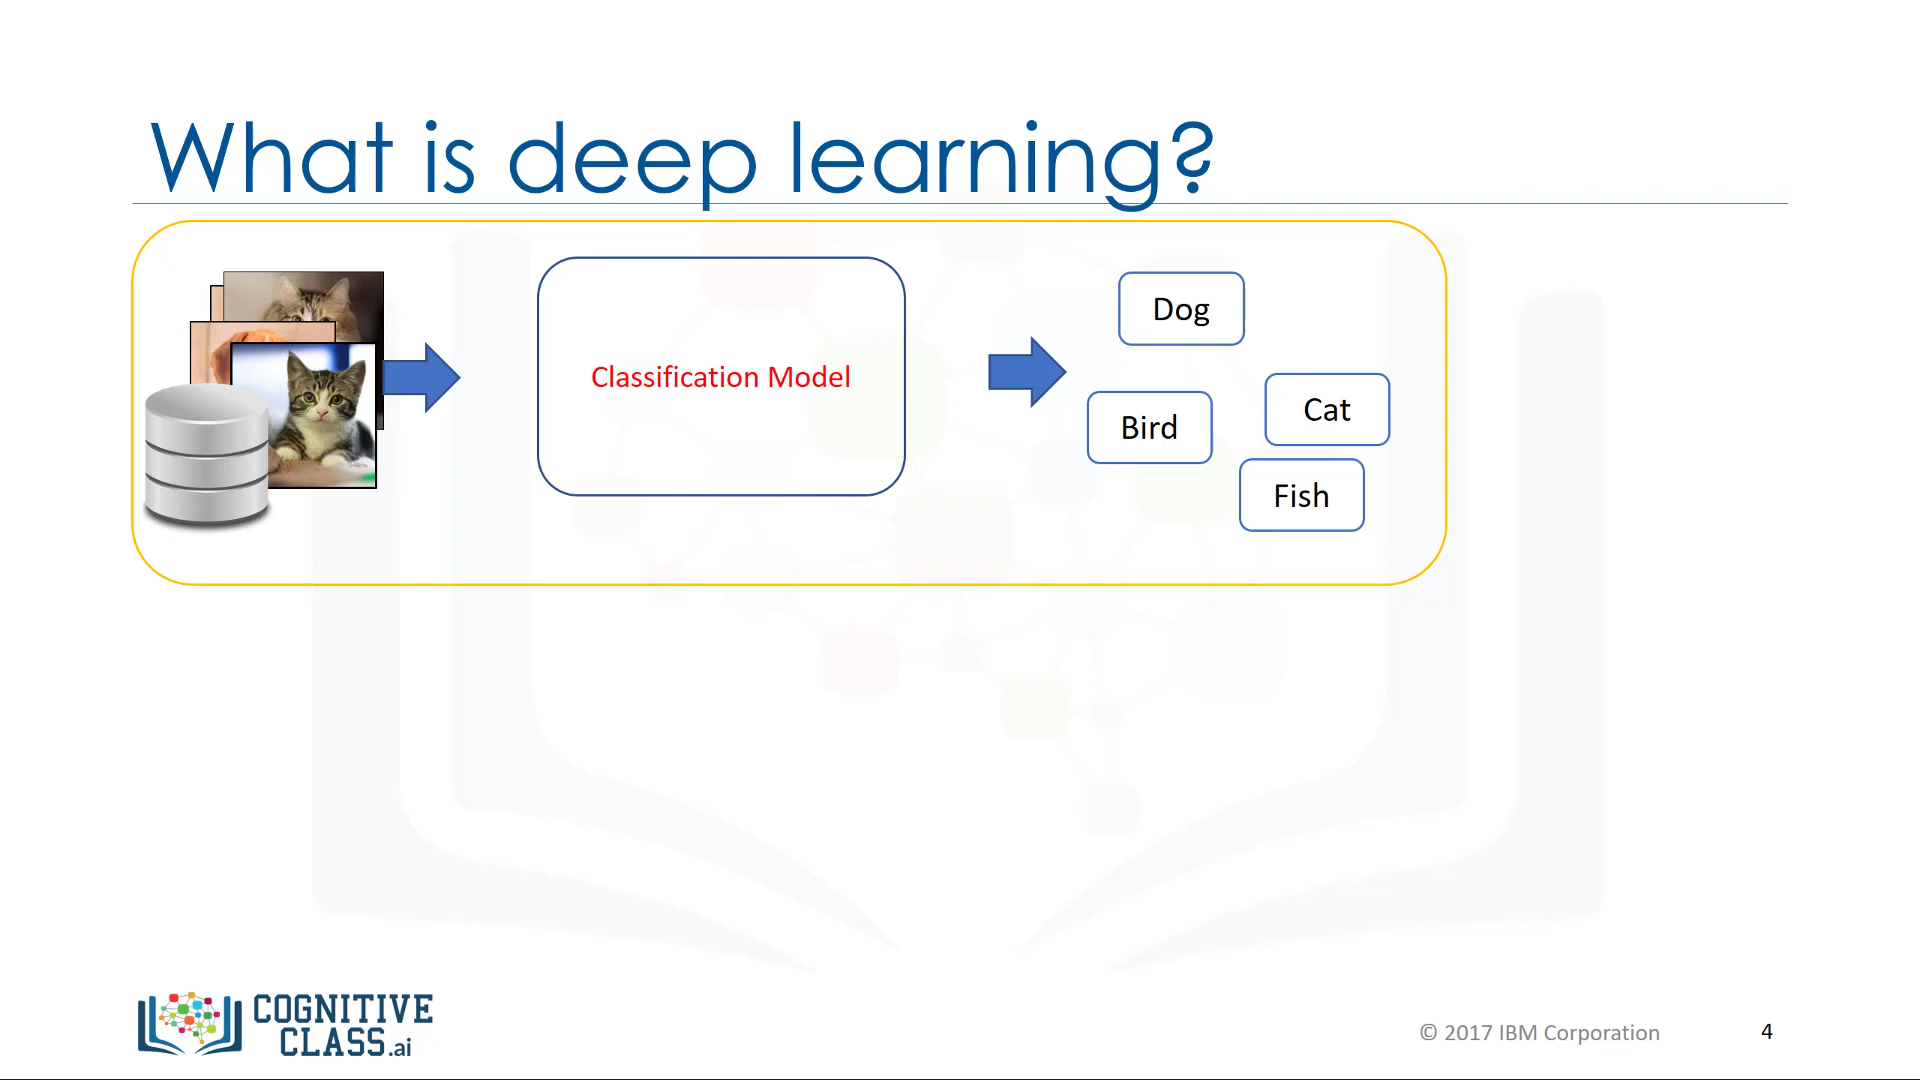 What is deep learning?
Classification Model
Dog
Bird
Cat
Fish
COGNITIVE
CLASS.ai
© 2017 IBM Corporation
4